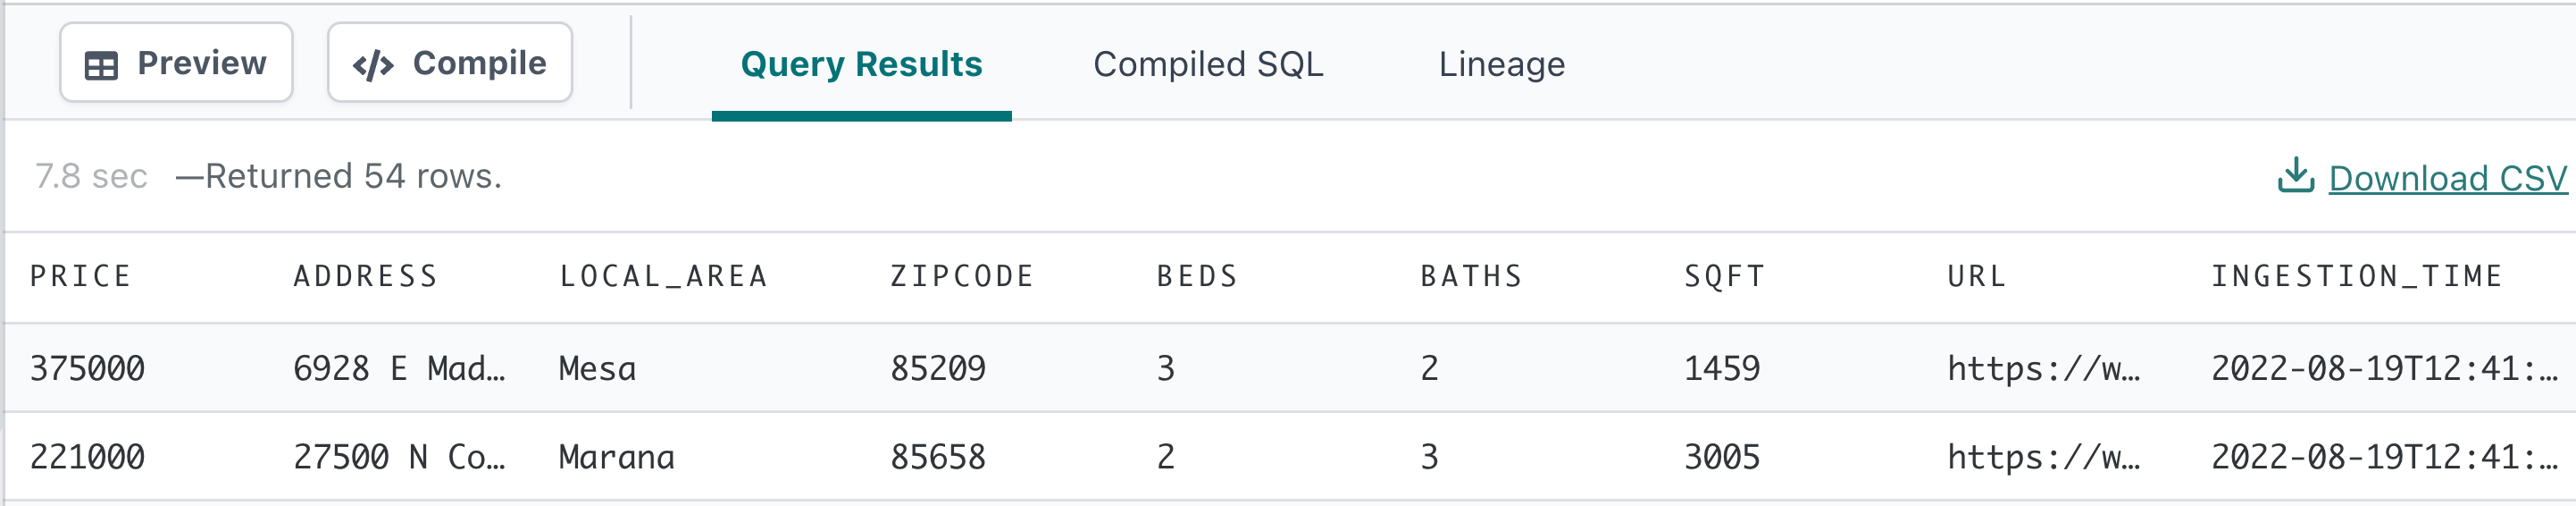 Preview Compile Query Results Compiled SQL Lineage
7.8 sec —Returned 54 rows. Download CSV
PRICE ADDRESS LOCAL_AREA ZIPCODE BEDS BATHS SQFT URL INGESTION_TIME
375000 6928 E Mad… Mesa 85209 3 2 1459 https://w… 2022-08-19T12:41:…
221000 27500 N Co… Marana 85658 2 3 3005 https://w… 2022-08-19T12:41:…